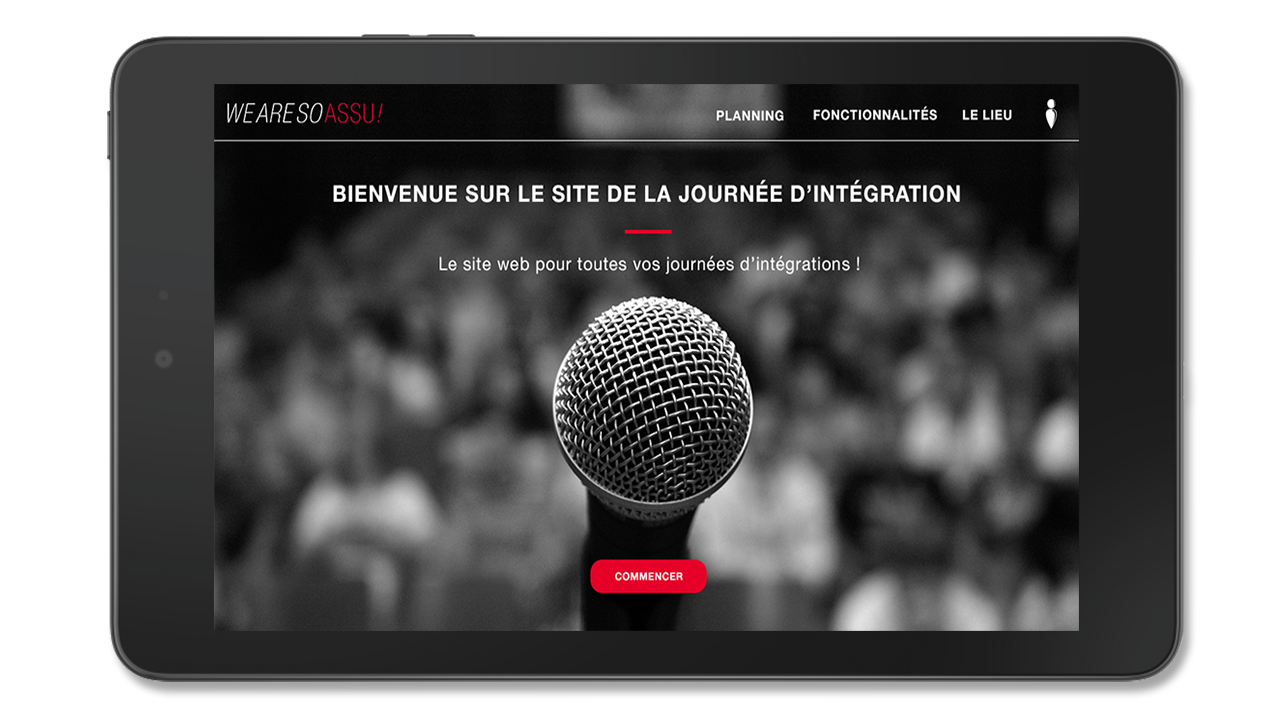 WE ARE SO ASSU!
PLANNING FONCTIONNALITÉS LE LIEU
BIENVENUE SUR LE SITE DE LA JOURNÉE D’INTÉGRATION
Le site web pour toutes vos journées d’intégrations !
COMMENCER